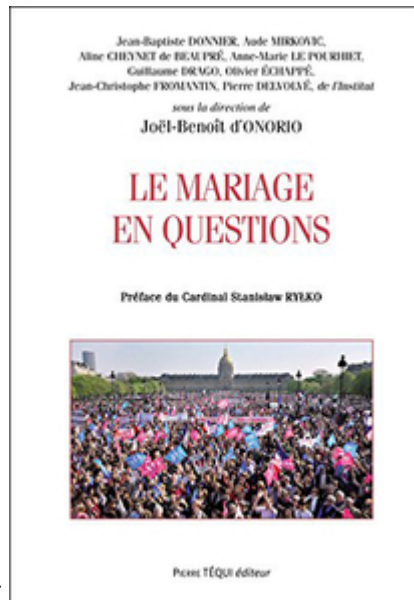 Jean-Baptiste DONNIER, Aude MIRKOVIC,
Aline CHEYNET de BEAUPRÉ, Anne-Marie LE POURHIET,
Guillaume DRAGO, Olivier ÉCHAPPÉ,
Jean-Christophe FROMANTIN, Pierre DELVOLVÉ, de l'Institut
sous la direction de
Joël-Benoît d'ONORIO
LE MARIAGE
EN QUESTIONS
Préface du Cardinal Stanisław RYŁKO
PIERRE TÉQUI éditeur